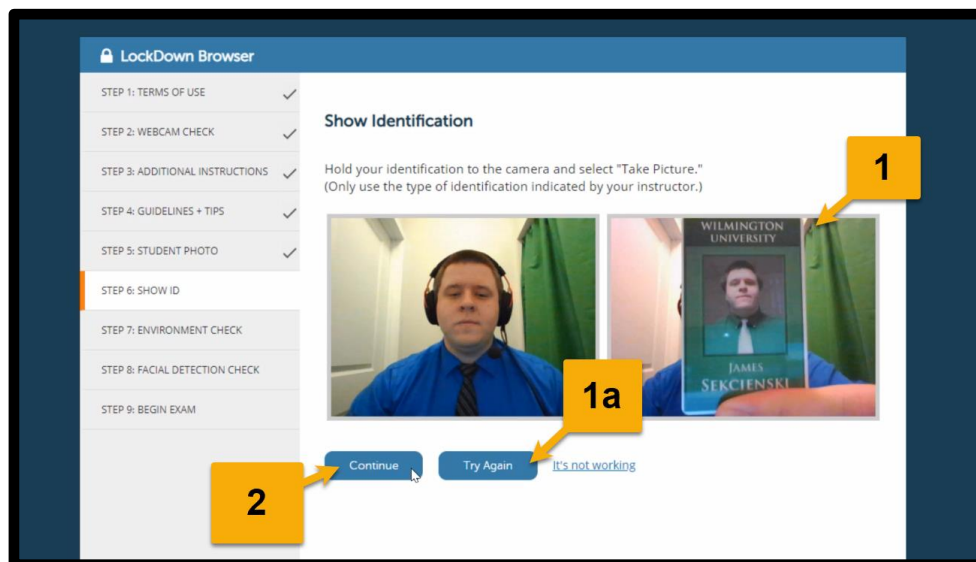 LockDown Browser
STEP 1: TERMS OF USE
STEP 2: WEBCAM CHECK
STEP 3: ADDITIONAL INSTRUCTIONS
STEP 4: GUIDELINES + TIPS
STEP 5: STUDENT PHOTO
STEP 6: SHOW ID
STEP 7: ENVIRONMENT CHECK
STEP 8: FACIAL DETECTION CHECK
STEP 9: BEGIN EXAM
Show Identification
Hold your identification to the camera and select "Take Picture."
(Only use the type of identification indicated by your instructor.)
1
WILMINGTON
UNIVERSITY
JAMES
SEKCIENSKI
1a
Continue
Try Again
It's not working
2